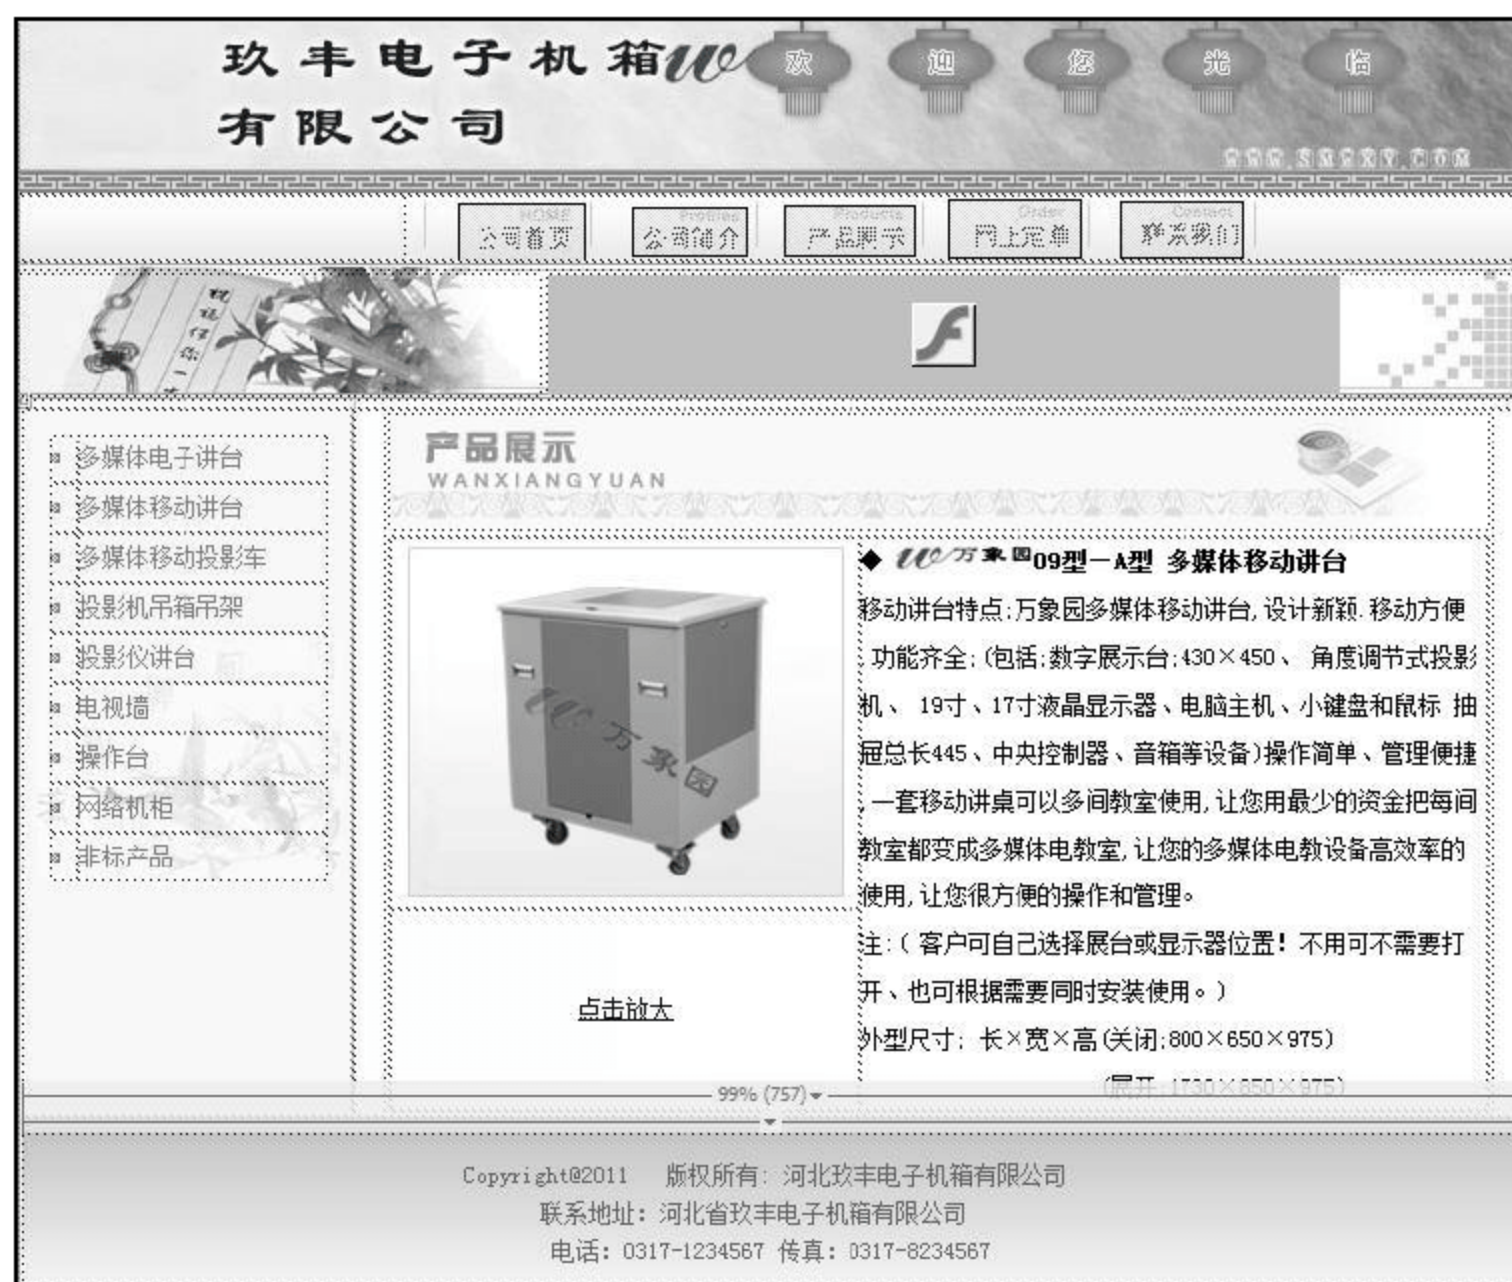 玖丰电子机箱
有限公司
欢迎您光临
WWW.SMWXY.COM
HOME Profiles Products Order Contact
公司首页 公司简介 产品展示 网上定单 联系我们
祝福你
多媒体电子讲台
多媒体移动讲台
多媒体移动投影车
投影机吊箱吊架
投影仪讲台
电视墙
操作台
网络机柜
非标产品
产品展示
WANXIANGYUAN
万象园
点击放大
◆ 万象园09型－A型 多媒体移动讲台
移动讲台特点:万象园多媒体移动讲台,设计新颖.移动方便
.功能齐全:(包括:数字展示台:430×450、 角度调节式投影
机、 19寸、17寸液晶显示器、电脑主机、小键盘和鼠标 抽
屉总长445、中央控制器、音箱等设备)操作简单、管理便捷
,一套移动讲桌可以多间教室使用,让您用最少的资金把每间
教室都变成多媒体电教室,让您的多媒体电教设备高效率的
使用,让您很方便的操作和管理。
注:( 客户可自己选择展台或显示器位置! 不用可不需要打
开、也可根据需要同时安装使用。)
外型尺寸: 长×宽×高(关闭:800×650×975)
(展开:1730×650×975)
99% (757)
Copyright@2011 版权所有: 河北玖丰电子机箱有限公司
联系地址: 河北省玖丰电子机箱有限公司
电话: 0317-1234567 传真: 0317-8234567